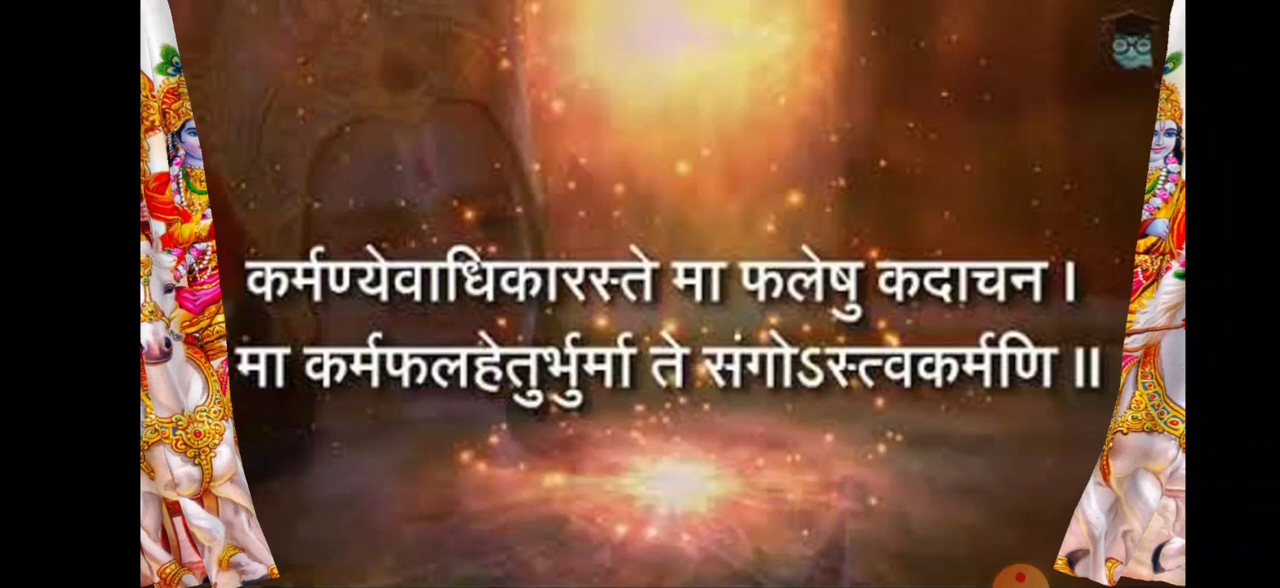 कर्मण्येवाधिकारस्ते मा फलेषु कदाचन ।
मा कर्मफलहेतुर्भुर्मा ते संगोऽस्त्वकर्मणि ॥